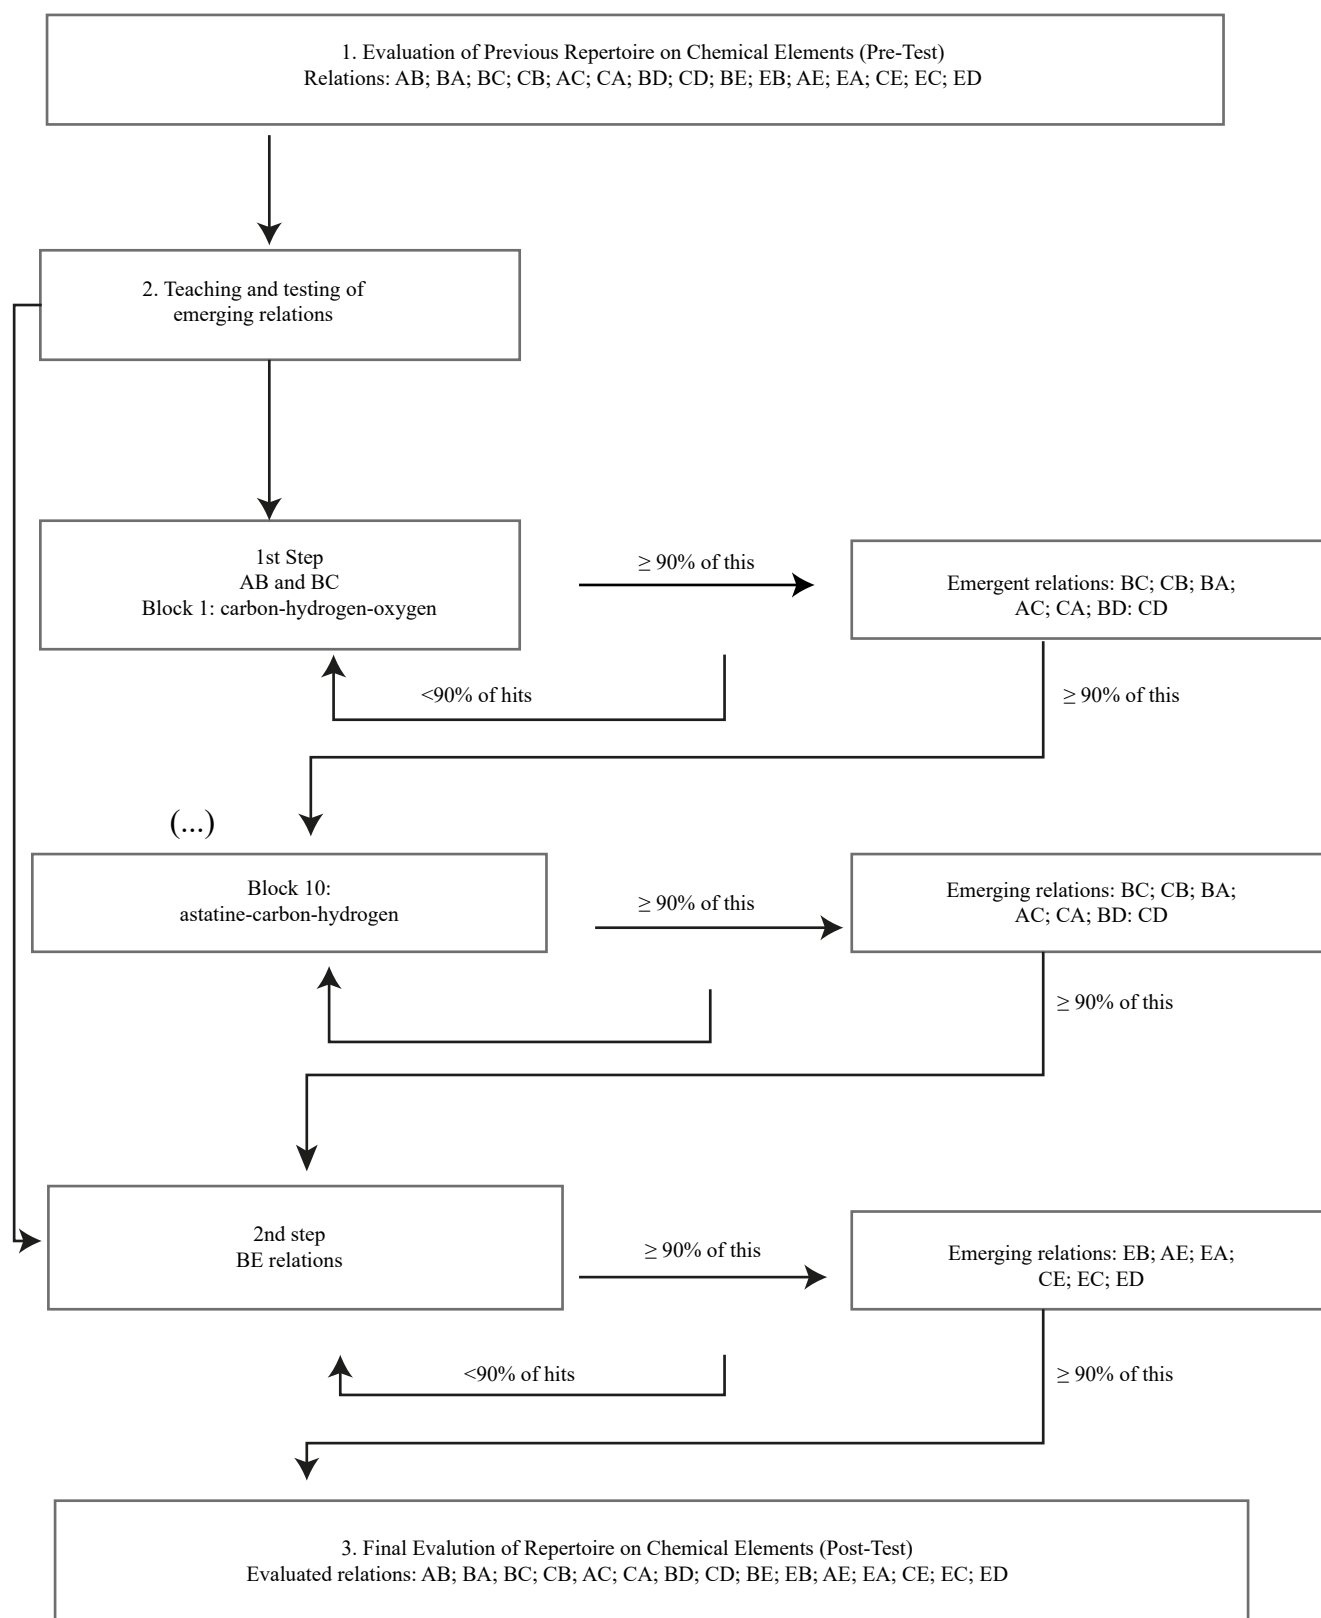 1. Evaluation of Previous Repertoire on Chemical Elements (Pre-Test)
Relations: AB; BA; BC; CB; AC; CA; BD; CD; BE; EB; AE; EA; CE; EC; ED
2. Teaching and testing of
emerging relations
1st Step
AB and BC
Block 1: carbon-hydrogen-oxygen
≥ 90% of this
Emergent relations: BC; CB; BA;
AC; CA; BD: CD
<90% of hits
≥ 90% of this
(...)
Block 10:
astatine-carbon-hydrogen
≥ 90% of this
Emerging relations: BC; CB; BA;
AC; CA; BD: CD
≥ 90% of this
2nd step
BE relations
≥ 90% of this
Emerging relations: EB; AE; EA;
CE; EC; ED
<90% of hits
≥ 90% of this
3. Final Evalution of Repertoire on Chemical Elements (Post-Test)
Evaluated relations: AB; BA; BC; CB; AC; CA; BD; CD; BE; EB; AE; EA; CE; EC; ED